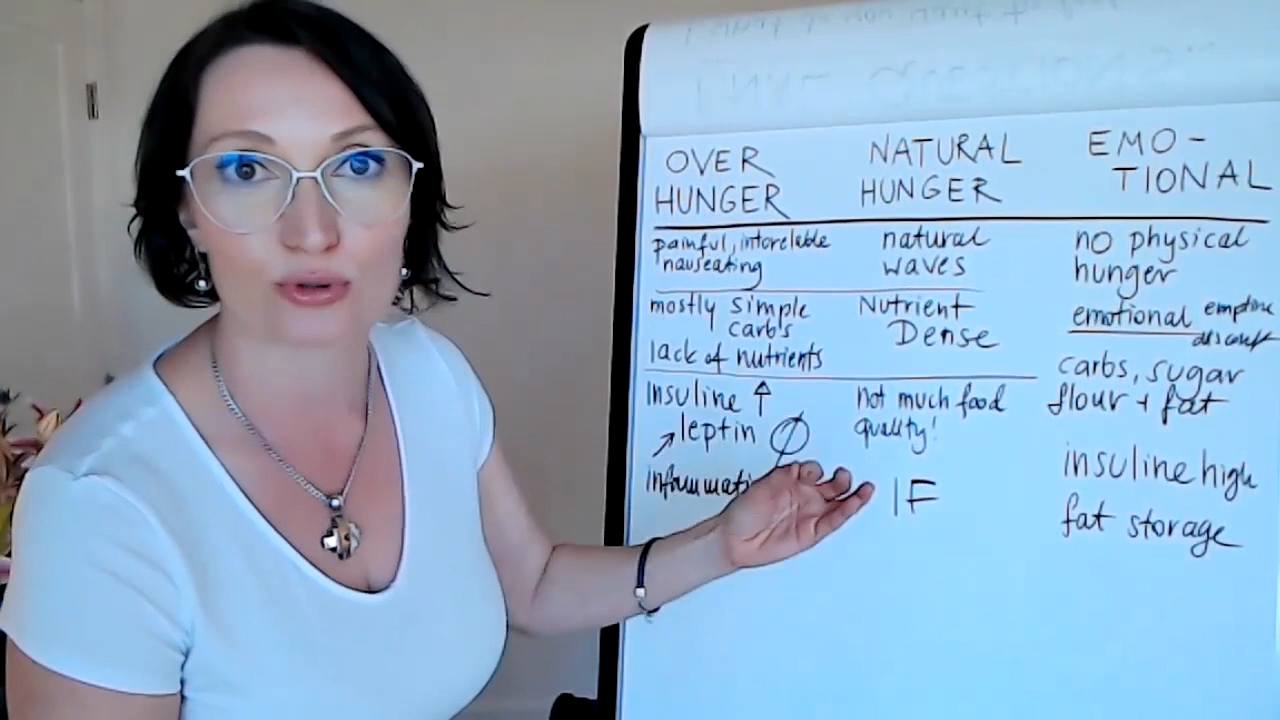 OVER
HUNGER
NATURAL
HUNGER
EMO -
TIONAL
painful, intorelable
nauseating
natural
waves
no physical
hunger
mostly simple
carbs
lack of nutrients
Nutrient
Dense
emotional
carbs, sugar
flour + fat
Insuline ↑
↗ leptin Ø
not much food
quality!
IF
insuline high
fat storage